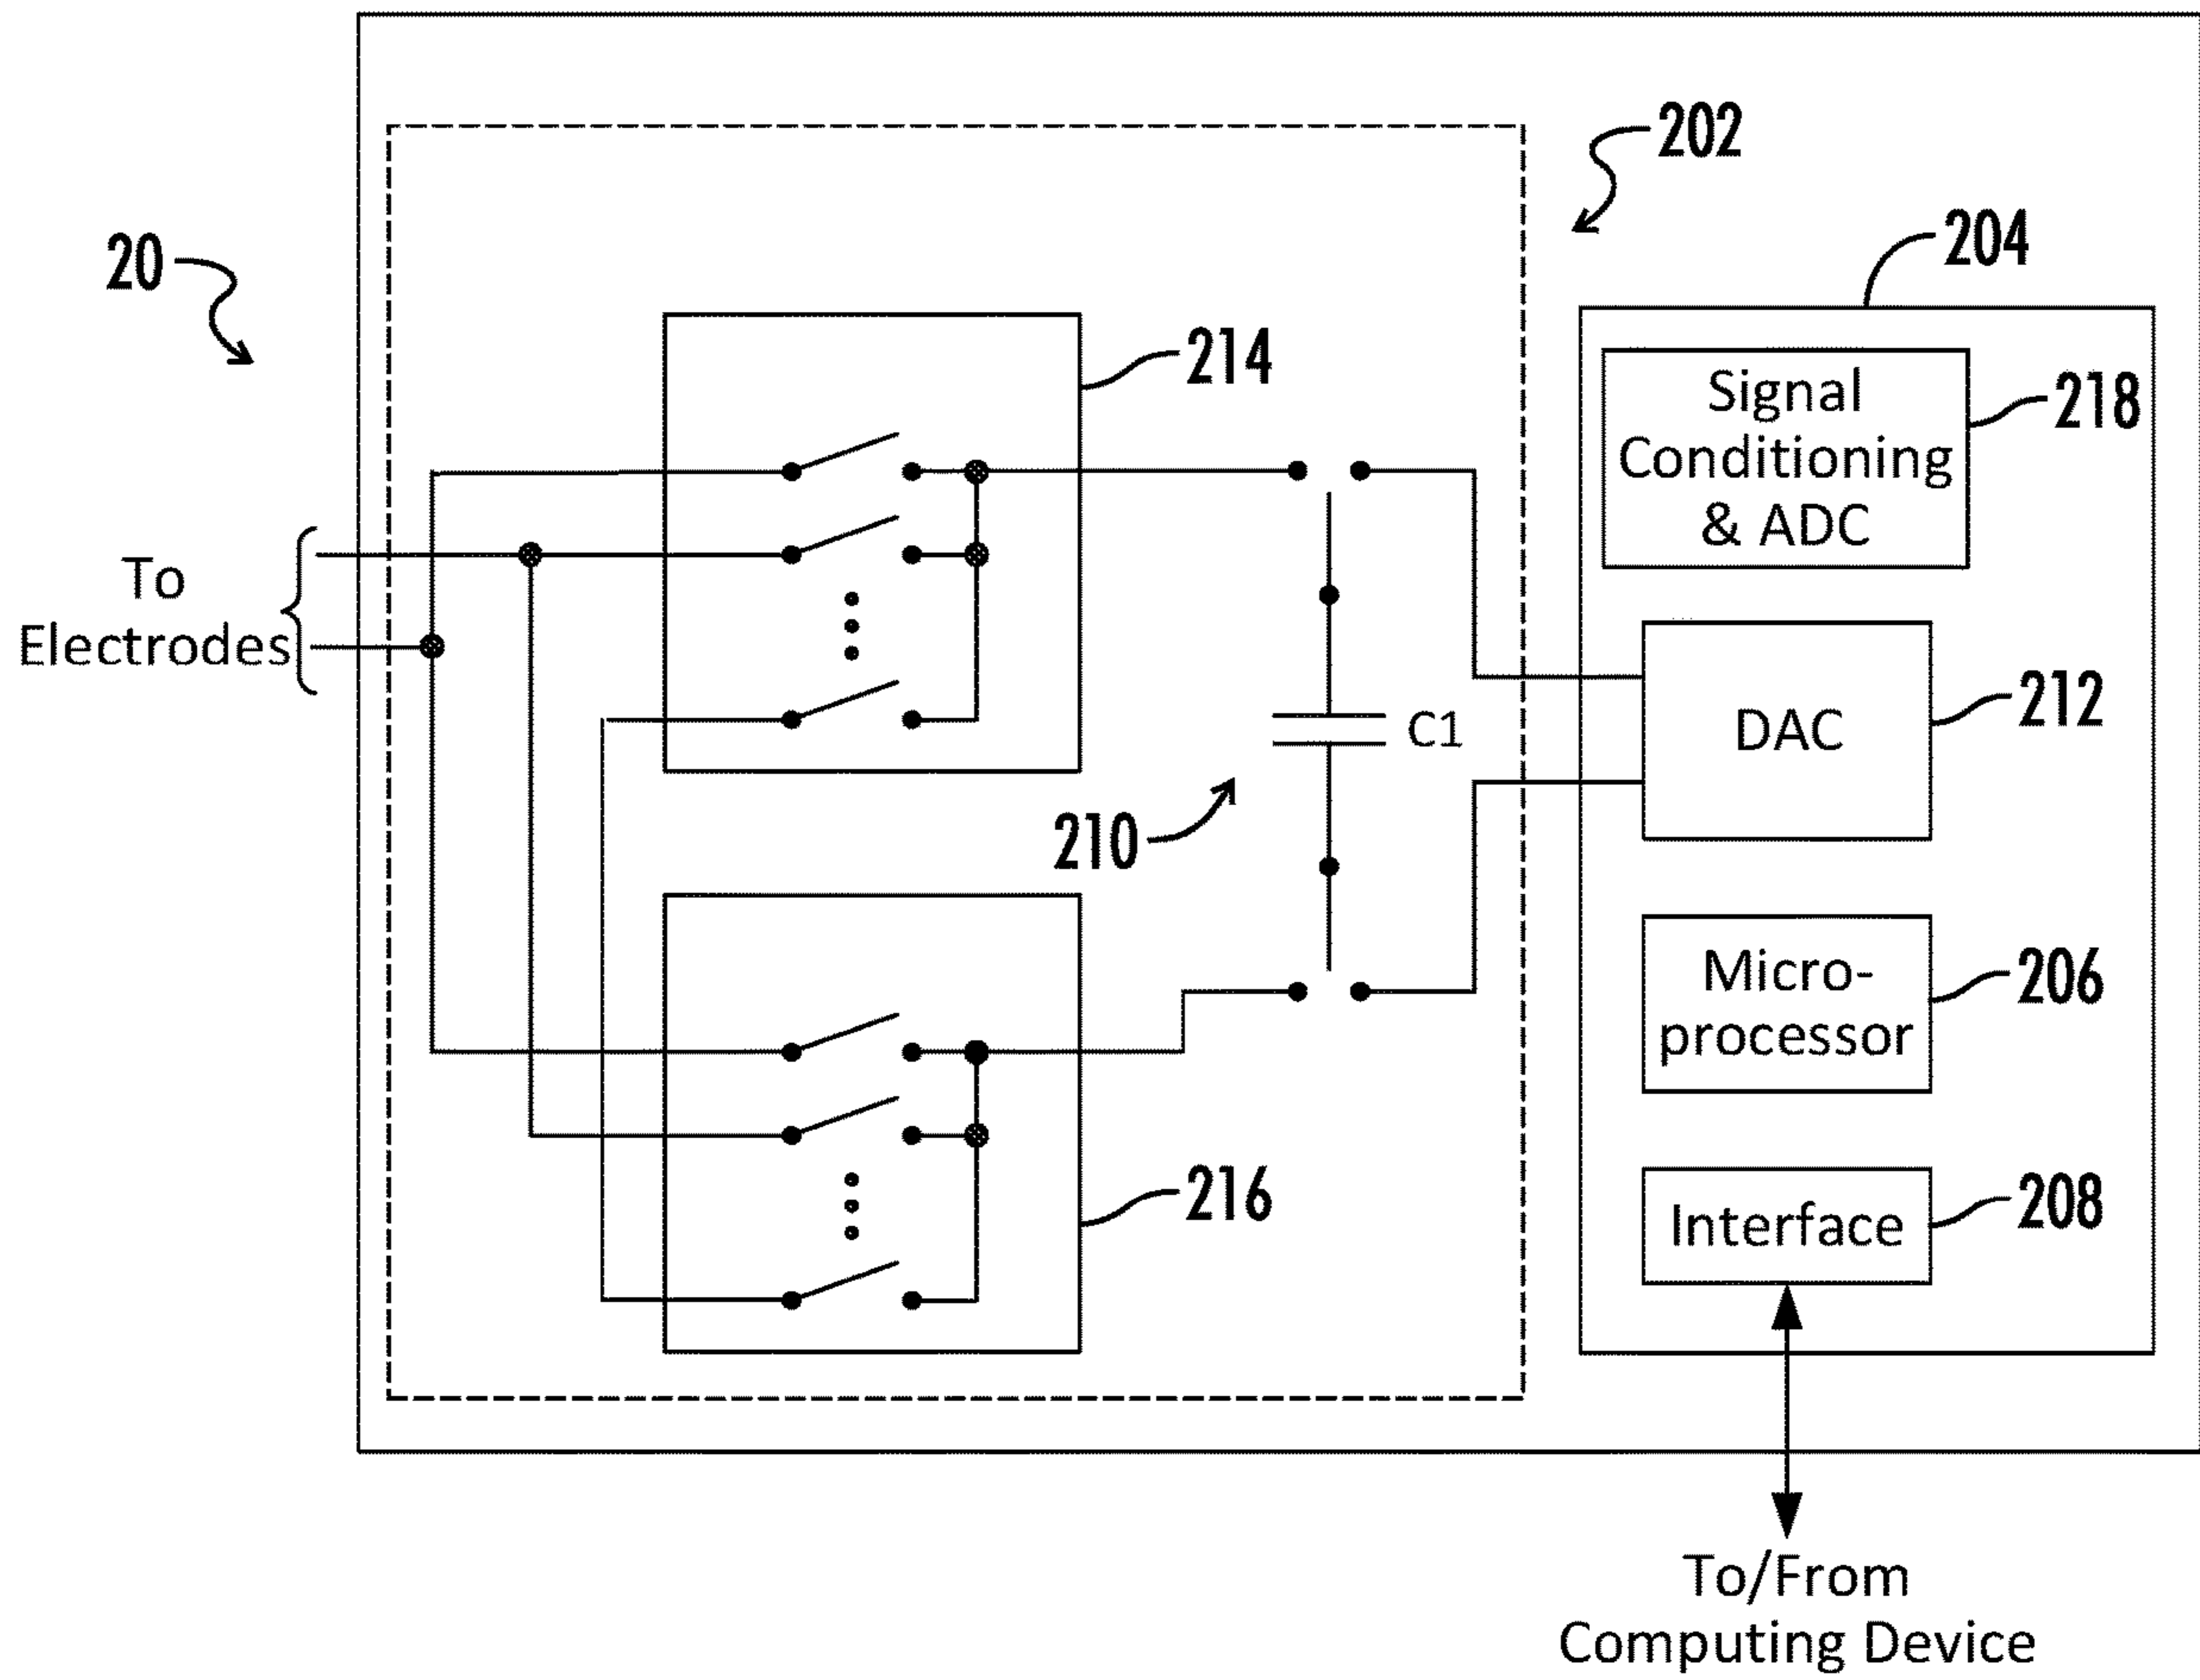 202
20
204
214
Signal
Conditioning
& ADC
218
To
Electrodes
C1
DAC
212
210
Micro-
processor
206
216
Interface
208
To/From
Computing Device